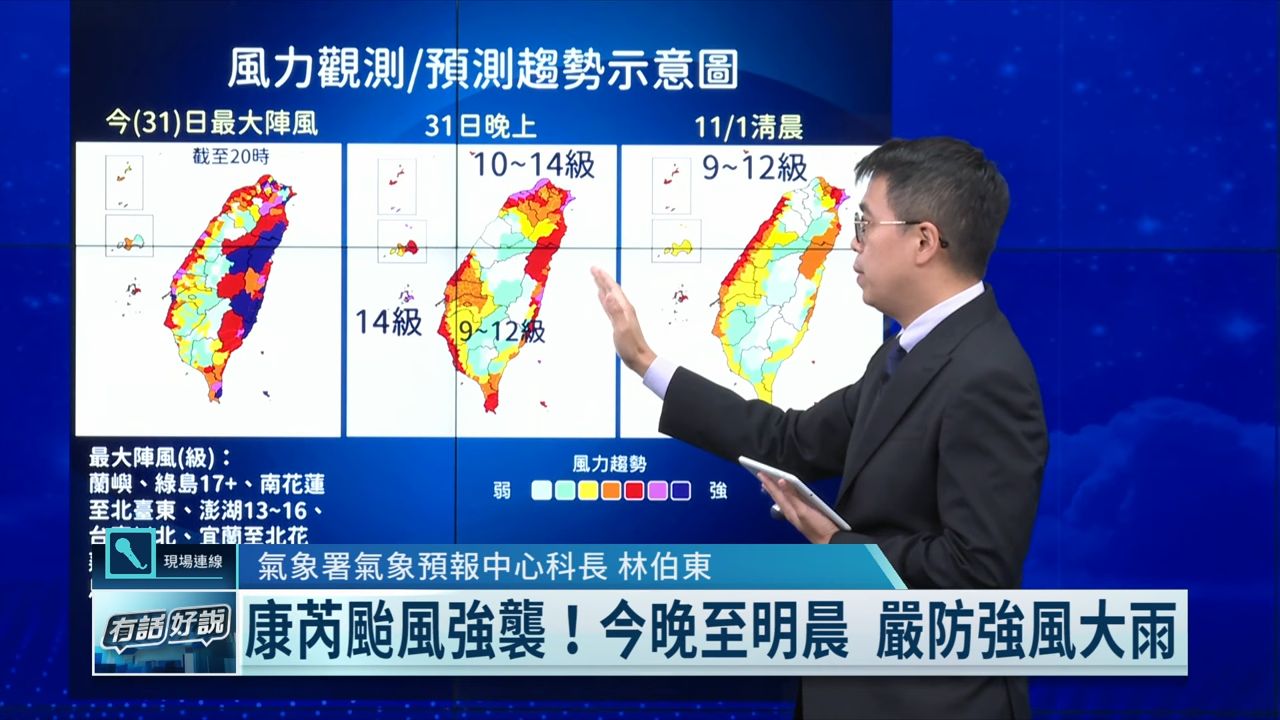 風力觀測/預測趨勢示意圖
今(31)日最大陣風
31日晚上
11/1清晨
截至20時
10~14級
9~12級
14級
9~12級
最大陣風(級)：
蘭嶼、綠島17+、南花蓮
至北臺東、澎湖13~16、
北、宜蘭至北花
風力趨勢
弱
強
現場連線
氣象署氣象預報中心科長 林伯東
有話好說
康芮颱風強襲！今晚至明晨 嚴防強風大雨